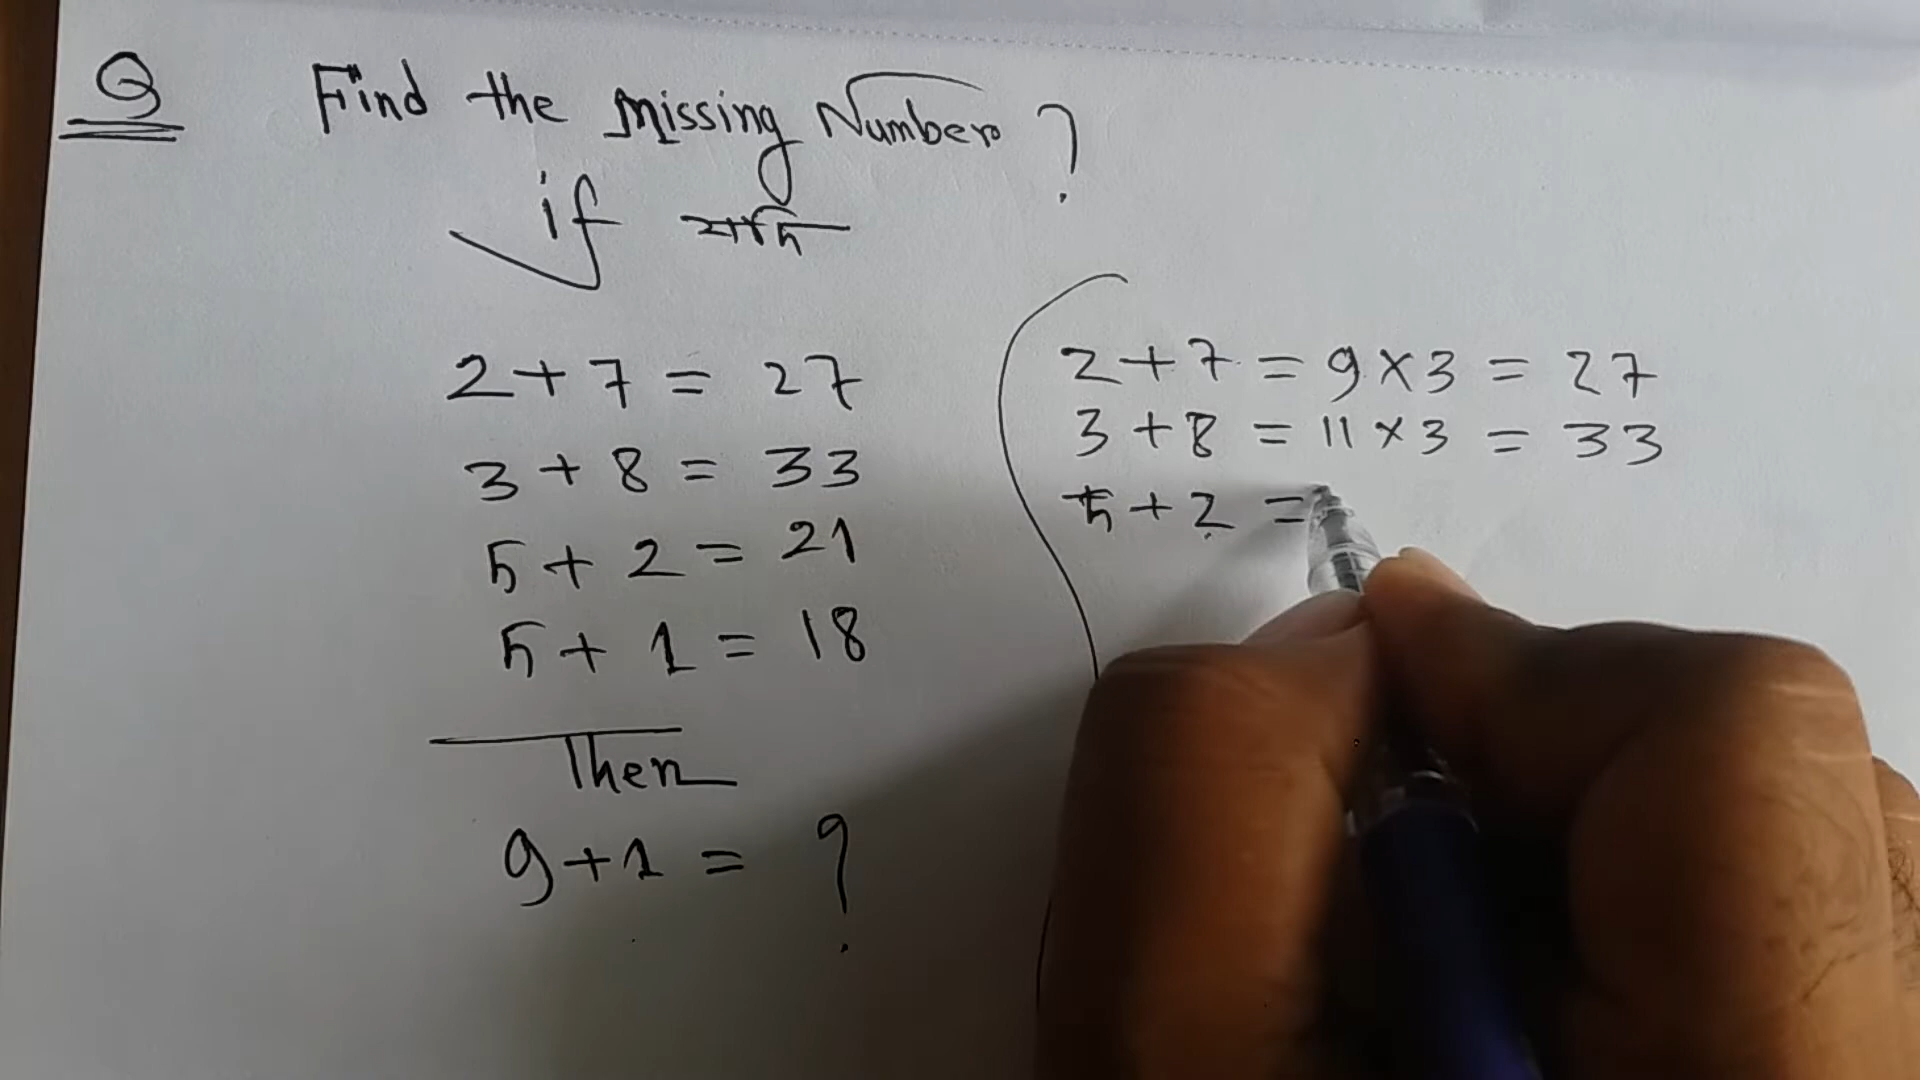 Q Find the Missing Number ?
if यदि
2 + 7 = 27
3 + 8 = 33
5 + 2 = 21
5 + 1 = 18
Then
9 + 1 = ?
2 + 7 = 9 × 3 = 27
3 + 8 = 11 × 3 = 33
5 + 2 =